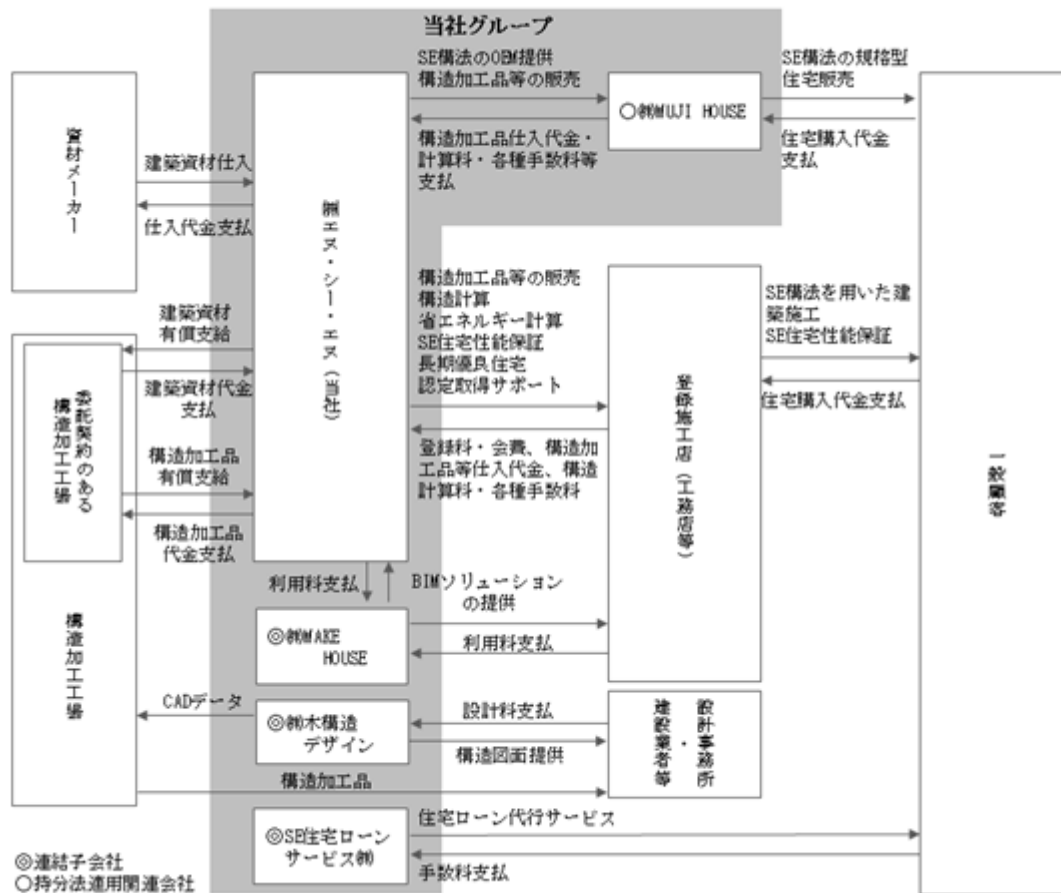 当社グループ
SE構法のOEM提供
構造加工品等の販売
SE構法の規格型
住宅販売
資材メーカー
建築資材仕入
仕入代金支払
㈱エヌ・シー・エヌ(当社)
○㈱MUJI HOUSE
構造加工品仕入代金・
計算料・各種手数料等
支払
住宅購入代金
支払
一般顧客
建築資材
有償支給
建築資材代金
支払
構造加工品
有償支給
構造加工品
代金支払
委託契約のある
構造加工工場
構造加工工場
構造加工品等の販売
構造計算
省エネルギー計算
SE住宅性能保証
長期優良住宅
認定取得サポート
登録料・会費、構造加
工品等仕入代金、構造
計算料・各種手数料
登録施工店(工務店等)
SE構法を用いた建
築施工
SE住宅性能保証
住宅購入代金支払
利用料支払
BIMソリューション
の提供
◎㈱MAKE
HOUSE
利用料支払
CADデータ
◎㈱木構造
デザイン
設計料支払
構造図面提供
設計事務所
・
建設業者等
構造加工品
◎SE住宅ローン
サービス㈱
住宅ローン代行サービス
手数料支払
◎連結子会社
○持分法適用関連会社